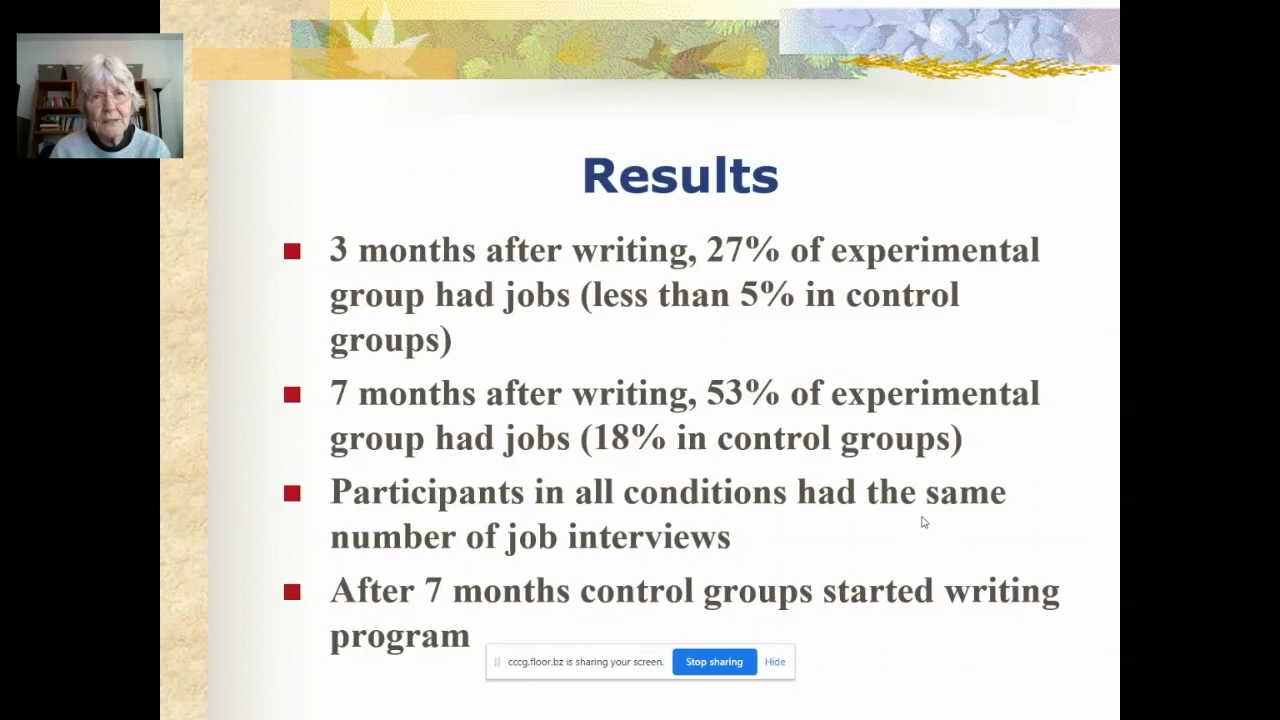 Results
3 months after writing, 27% of experimental
group had jobs (less than 5% in control
groups)
7 months after writing, 53% of experimental
group had jobs (18% in control groups)
Participants in all conditions had the same
number of job interviews
After 7 months control groups started writing
program
cccg.floor.bz is sharing your screen. Stop sharing Hide